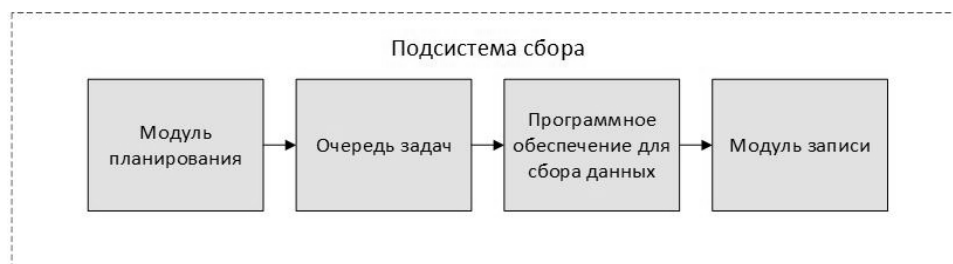 Подсистема сбора
Модуль
планирования
Очередь задач
Программное
обеспечение для
сбора данных
Модуль записи